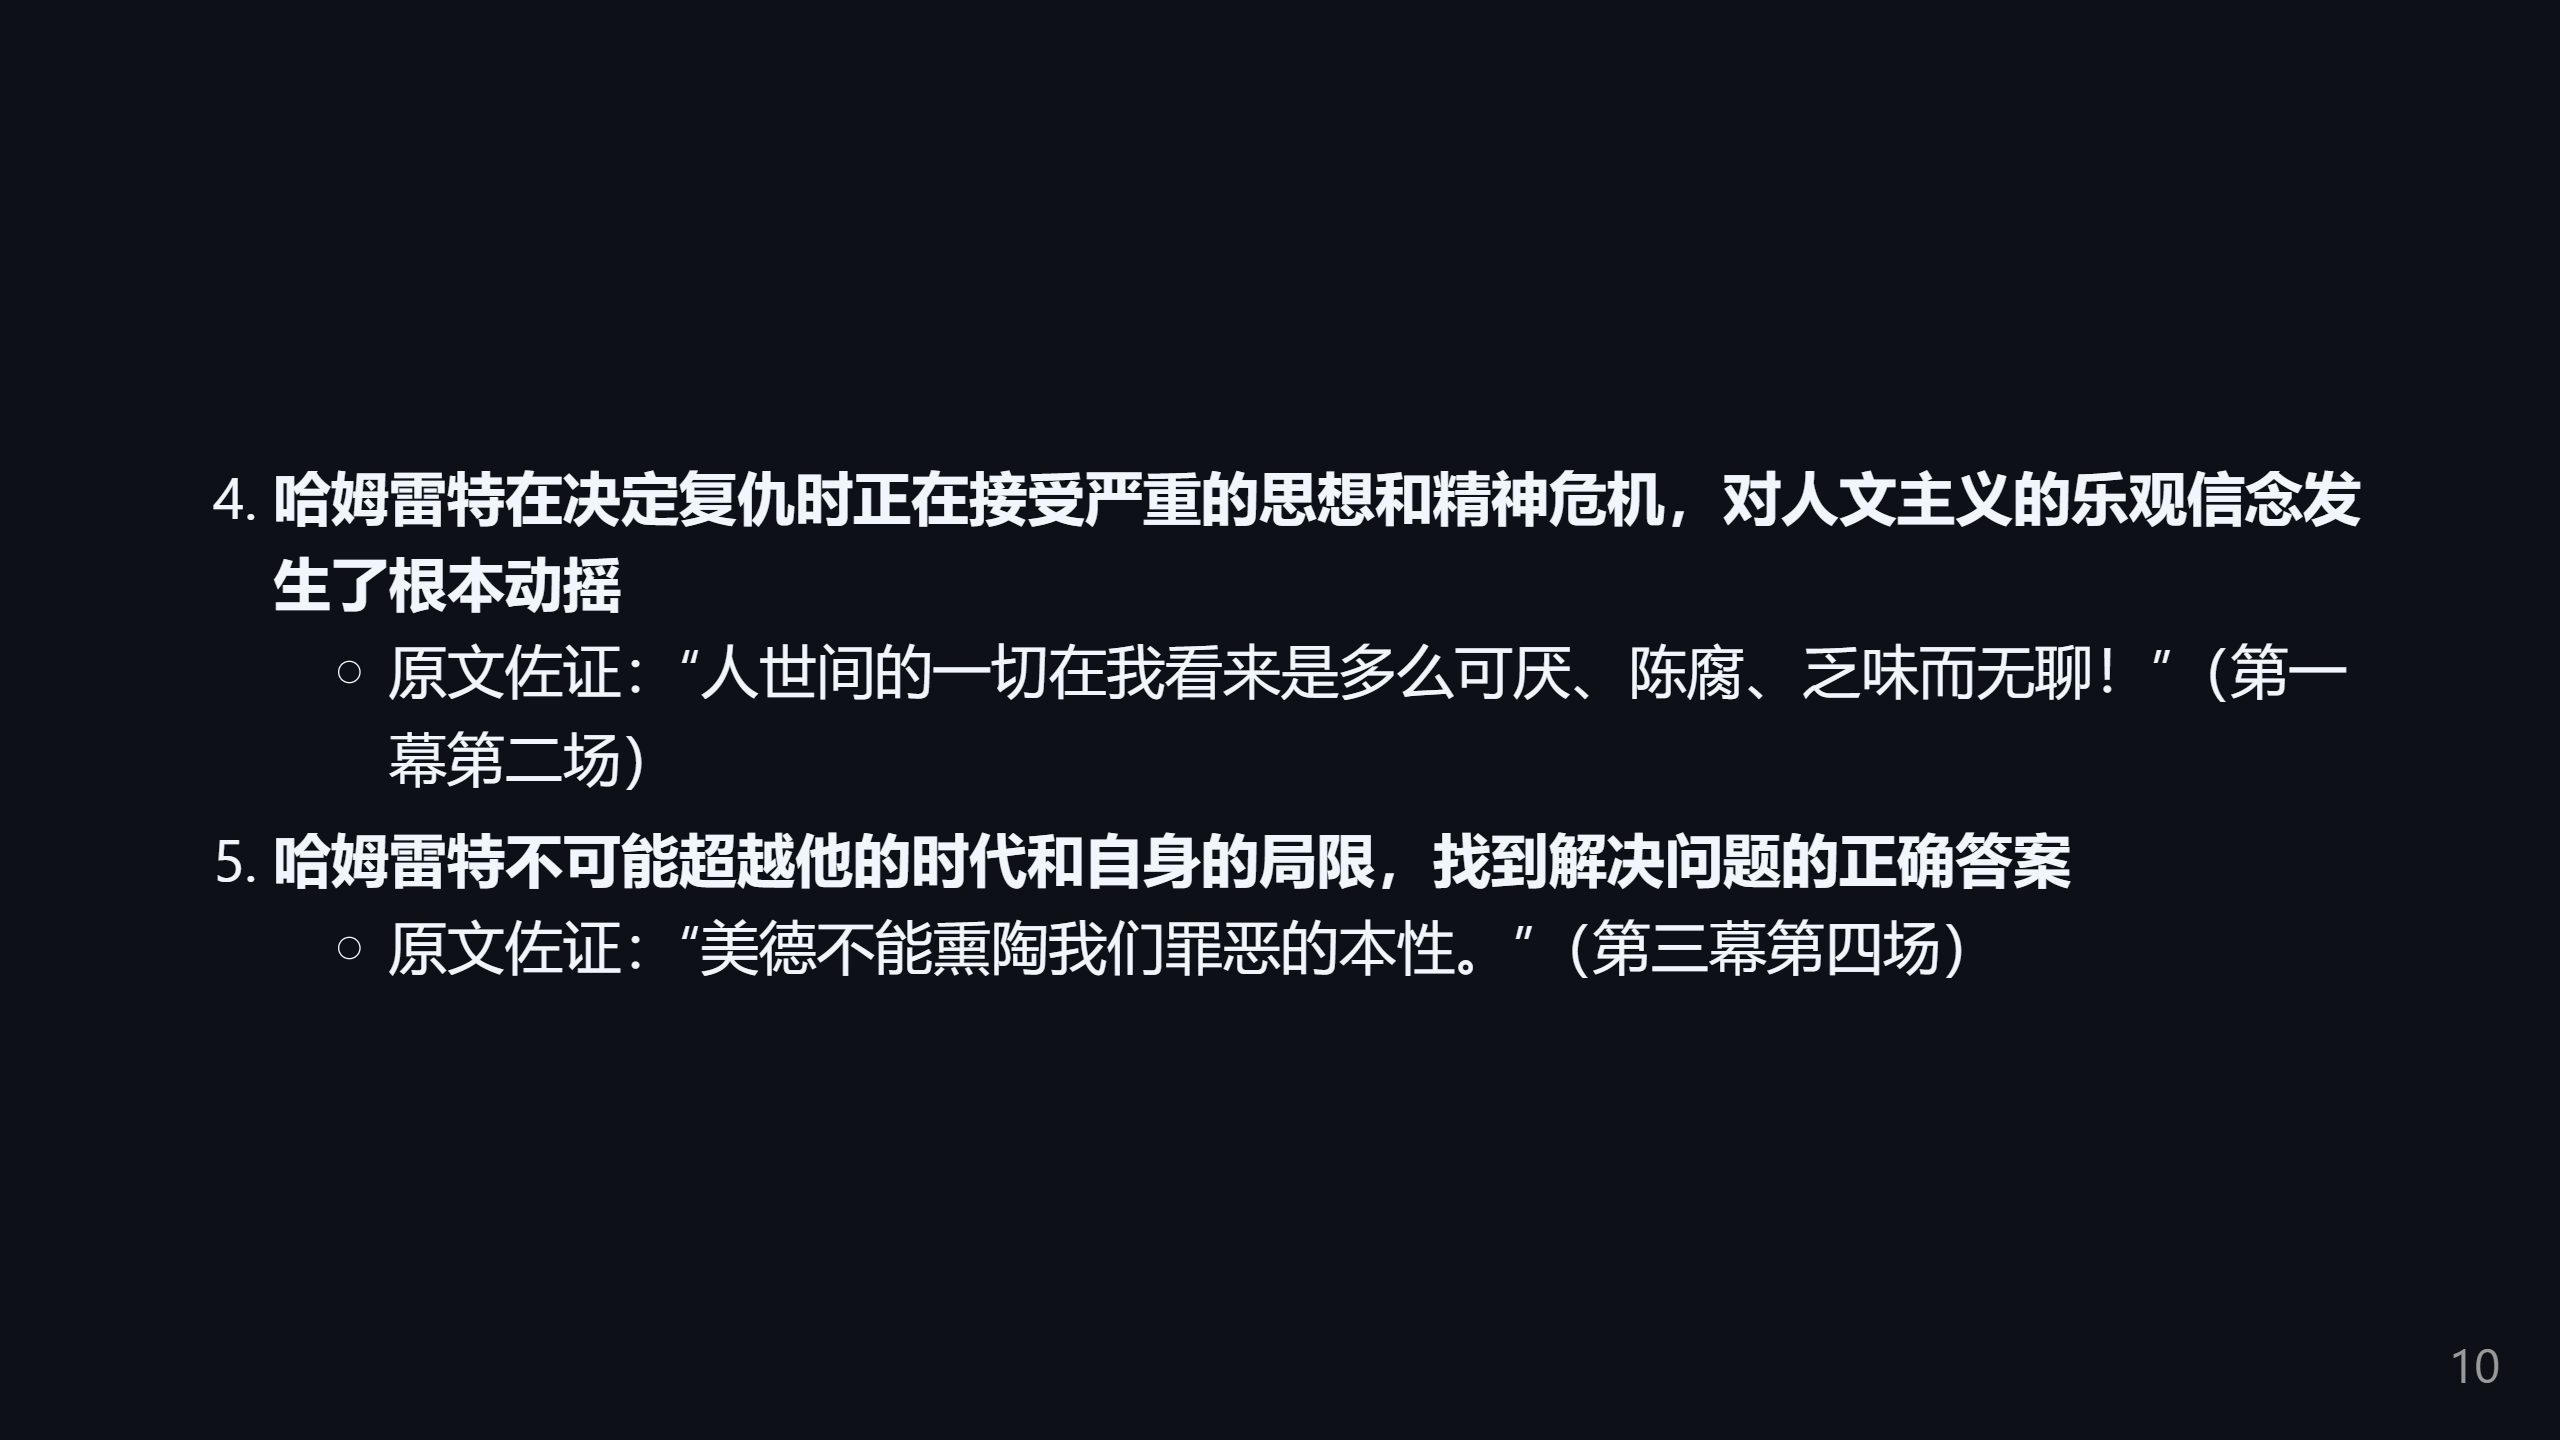 4. 哈姆雷特在决定复仇时正在接受严重的思想和精神危机，对人文主义的乐观信念发
生了根本动摇
○ 原文佐证：“人世间的一切在我看来是多么可厌、陈腐、乏味而无聊！”（第一
幕第二场）
5. 哈姆雷特不可能超越他的时代和自身的局限，找到解决问题的正确答案
○ 原文佐证：“美德不能熏陶我们罪恶的本性。”（第三幕第四场）
10